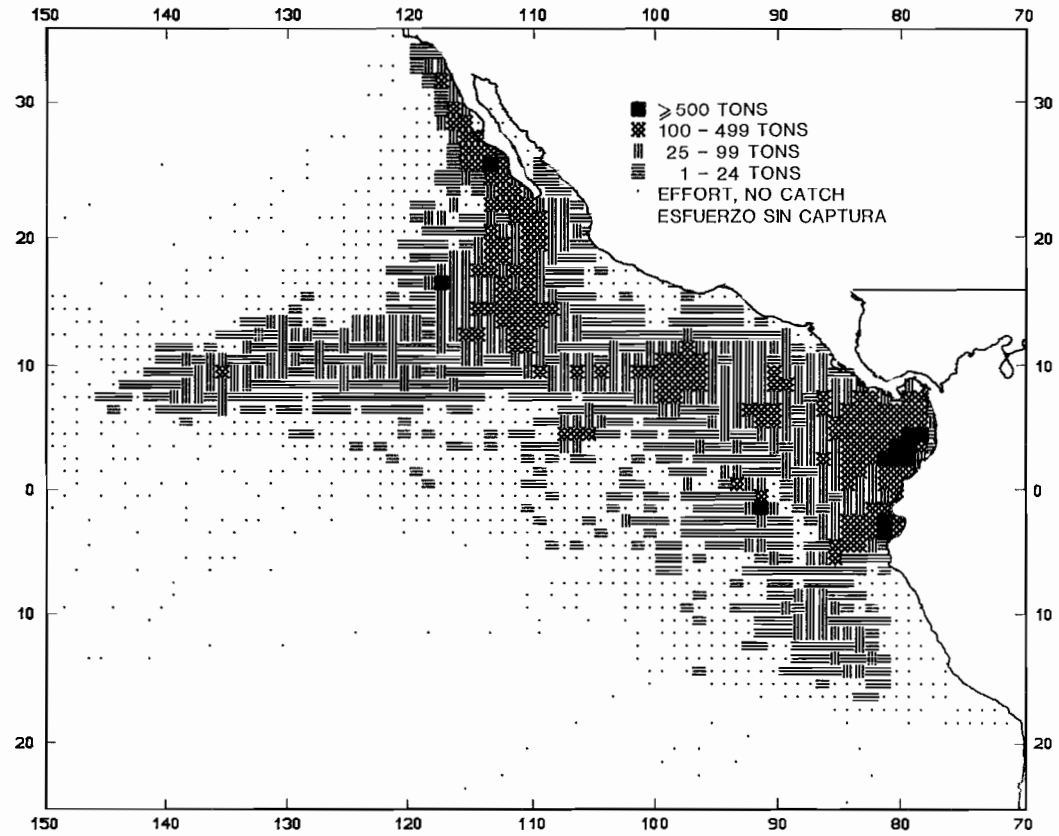 150 140 130 120 110 100 90 80 70
30 30
≥500 TONS
100 - 499 TONS
25 - 99 TONS
1 - 24 TONS
EFFORT, NO CATCH
ESFUERZO SIN CAPTURA
20 20
10 10
0 0
10 10
20 20
150 140 130 120 110 100 90 80 70